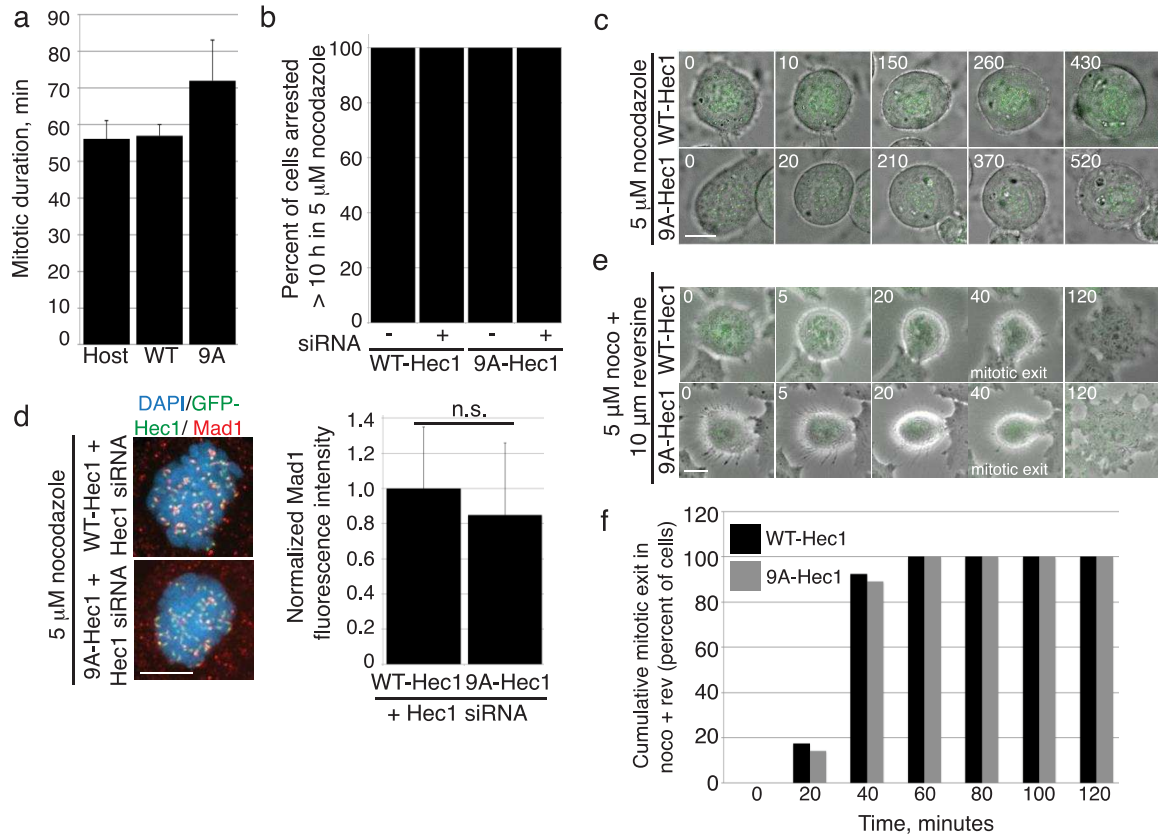 a
90
80
70
60
50
40
30
20
10
0
Mitotic duration, min
Host WT 9A
b
100
80
60
40
20
0
Percent of cells arrested
> 10 h in 5 µM nocodazole
siRNA - + - +
WT-Hec1 9A-Hec1
c
5 µM nocodazole
WT-Hec1
0 10 150 260 430
9A-Hec1
0 20 210 370 520
d
DAPI/GFP-
Hec1/ Mad1
5 µM nocodazole
WT-Hec1 +
Hec1 siRNA
9A-Hec1 +
Hec1 siRNA
Normalized Mad1
fluorescence intensity
1.4
1.2
1.0
0.8
0.6
0.4
0.2
0
n.s.
WT-Hec1 9A-Hec1
+ Hec1 siRNA
e
5 µM noco +
10 µm reversine
WT-Hec1
0 5 20 40 120
mitotic exit
9A-Hec1
0 5 20 40 120
mitotic exit
f
Cumulative mitotic exit in
noco + rev (percent of cells)
120
100
80
60
40
20
0
WT-Hec1
9A-Hec1
0 20 40 60 80 100 120
Time, minutes